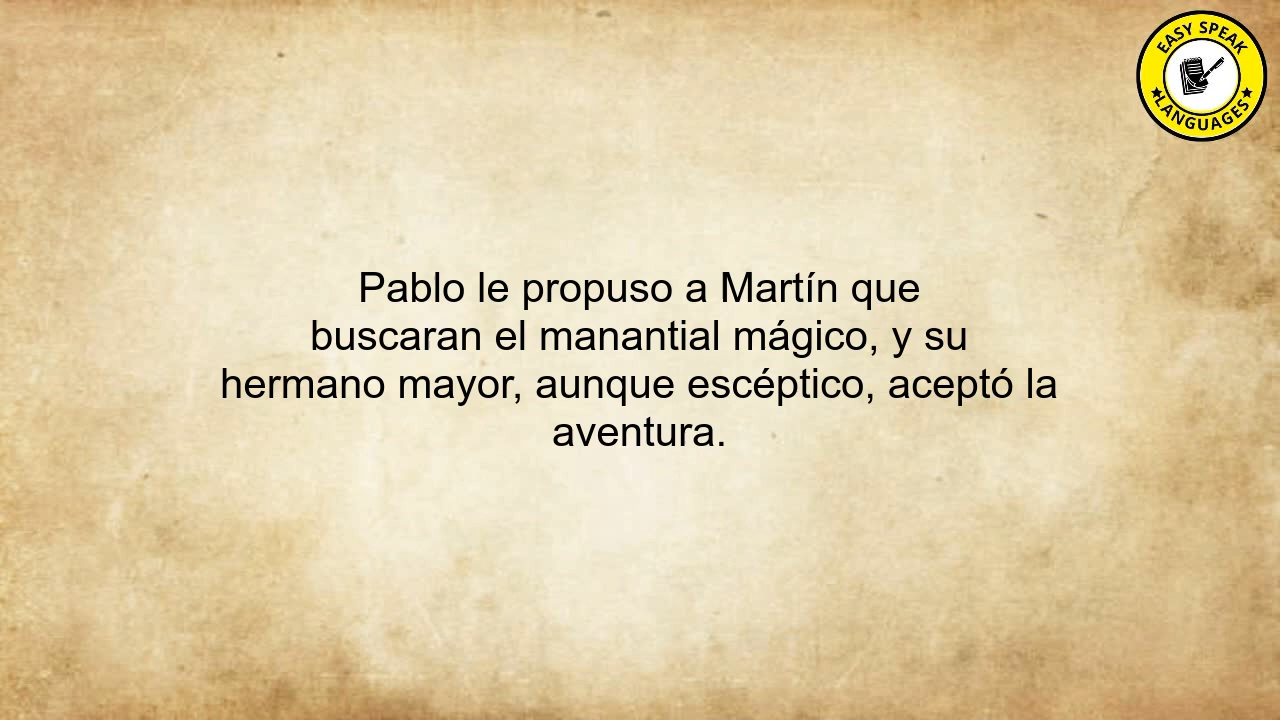 EASY SPEAK
LANGUAGES
Pablo le propuso a Martín que
buscaran el manantial mágico, y su
hermano mayor, aunque escéptico, aceptó la
aventura.